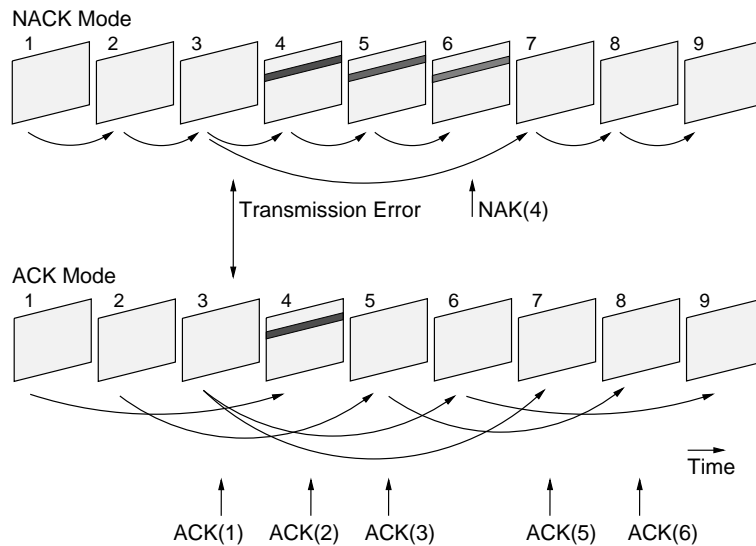 NACK Mode
1 2 3 4 5 6 7 8 9
Transmission Error
NAK(4)
ACK Mode
1 2 3 4 5 6 7 8 9
Time
ACK(1) ACK(2) ACK(3) ACK(5) ACK(6)